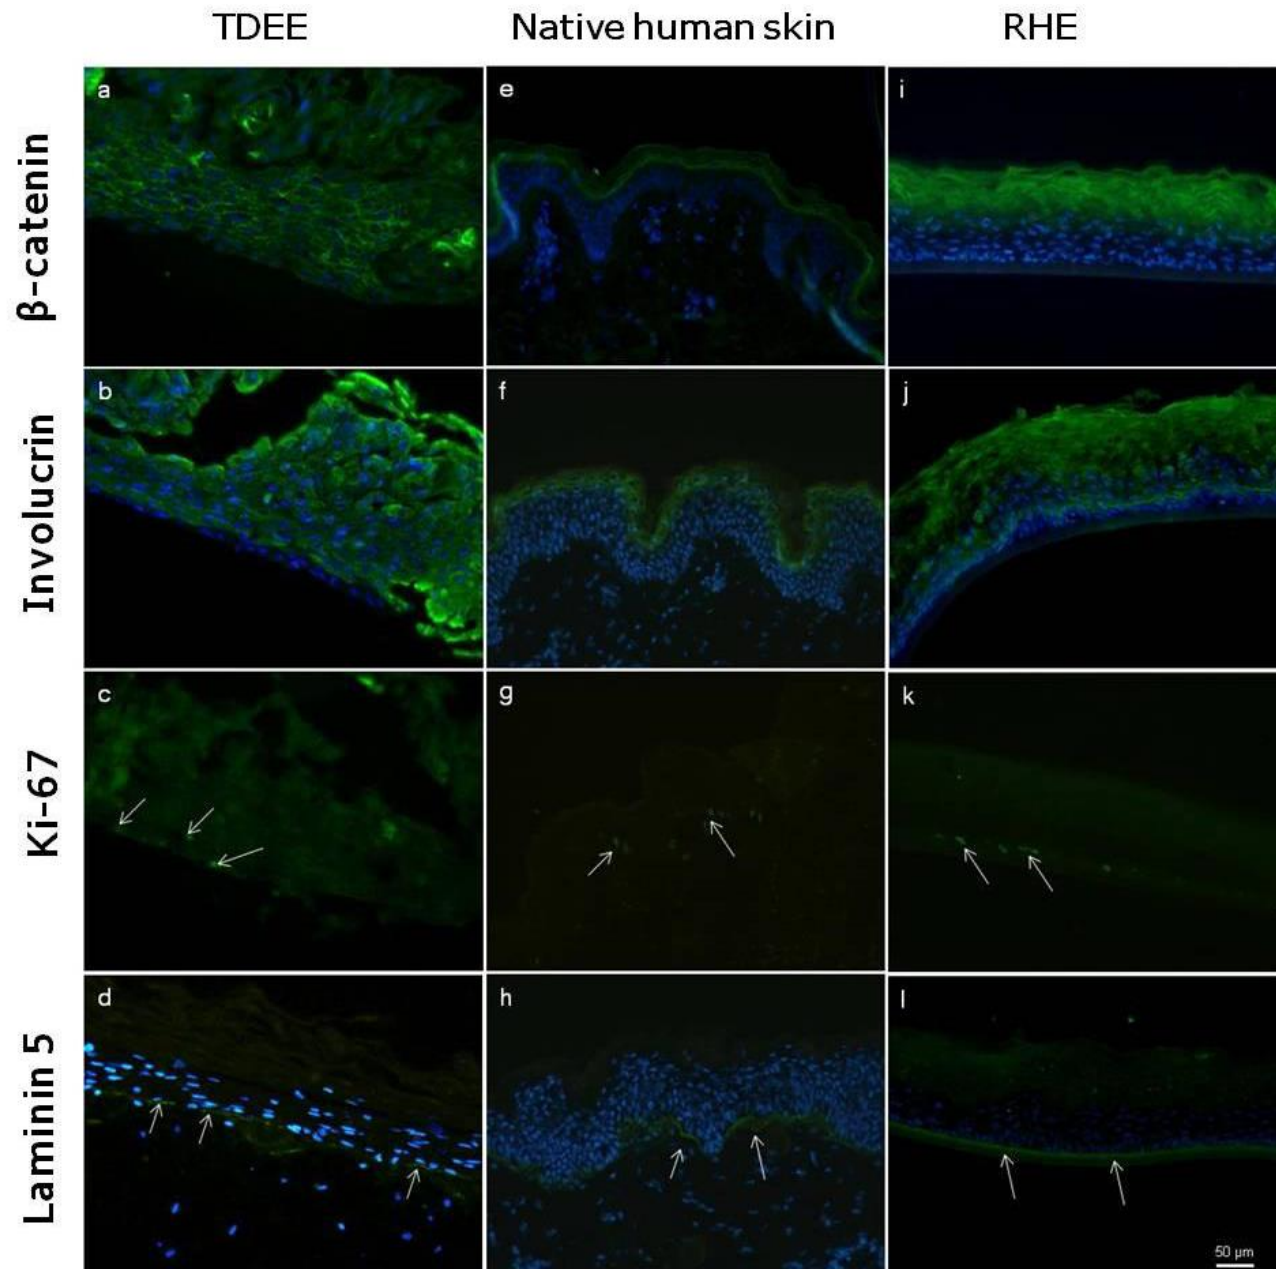 TDEE Native human skin RHE
β-catenin
a e i
Involucrin
b f j
Ki-67
c g k
Laminin 5
d h l
50 µm